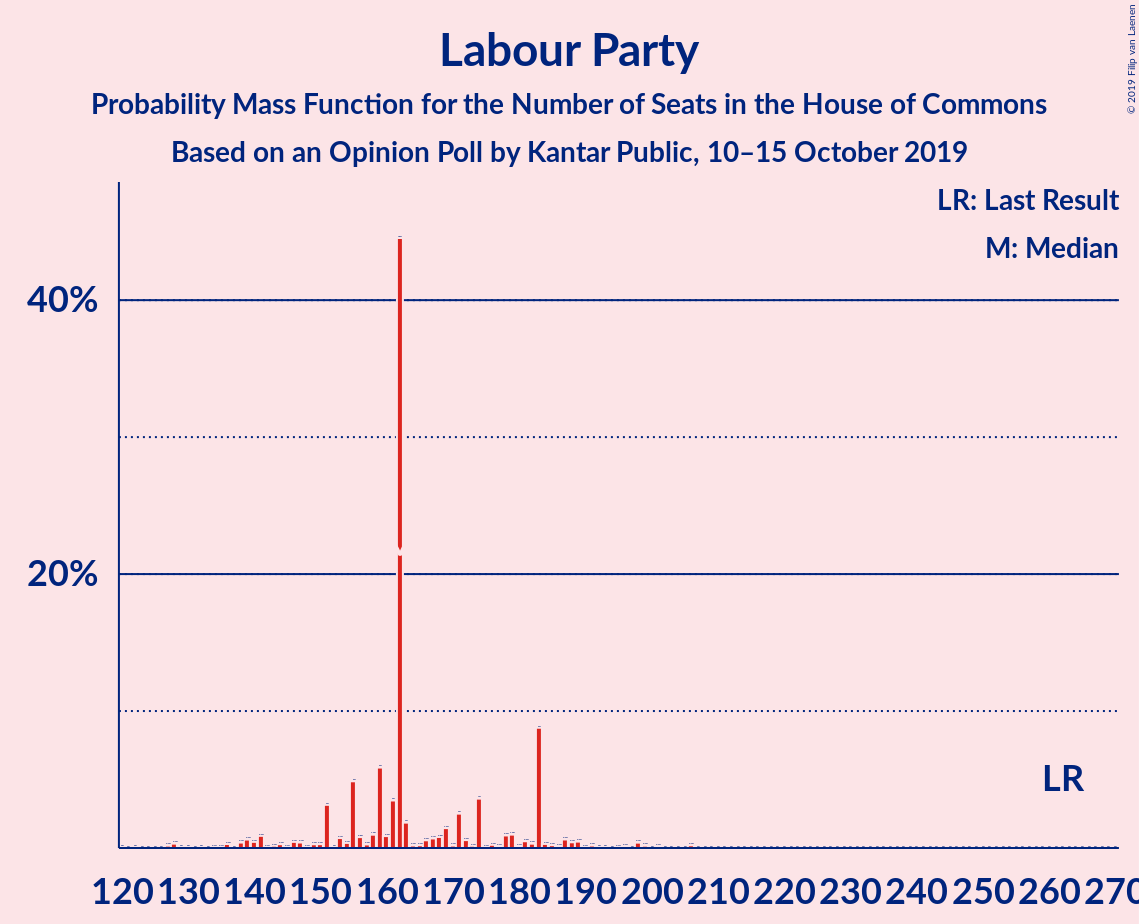 Labour Party
Probability Mass Function for the Number of Seats in the House of Commons
Based on an Opinion Poll by Kantar Public, 10–15 October 2019
© 2019 Filip van Laenen
LR: Last Result
M: Median
40%
20%
LR
120 130 140 150 160 170 180 190 200 210 220 230 240 250 260 270